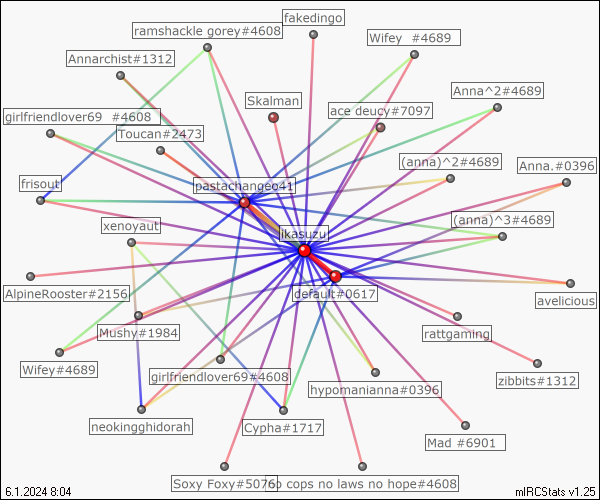 fakedingo
ramshackle gorey#4608
Wifey  #4689
Annarchist#1312
Anna^2#4689
Skalman
ace deucy#7097
girlfriendlover69  #4608
Toucan#2473
(anna)^2#4689
Anna.#0396
frisout
pastachangeo41
(anna)^3#4689
xenoyaut
ikasuzu
AlpineRooster#2156
default#0617
avelicious
Mushy#1984
rattgaming
Wifey#4689
girlfriendlover69#4608
hypomanianna#0396
zibbits#1312
neokingghidorah
Cypha#1717
Mad #6901
Soxy Foxy#5076
cops no laws no hope#4608
6.1.2024 8:04
mIRCStats v1.25